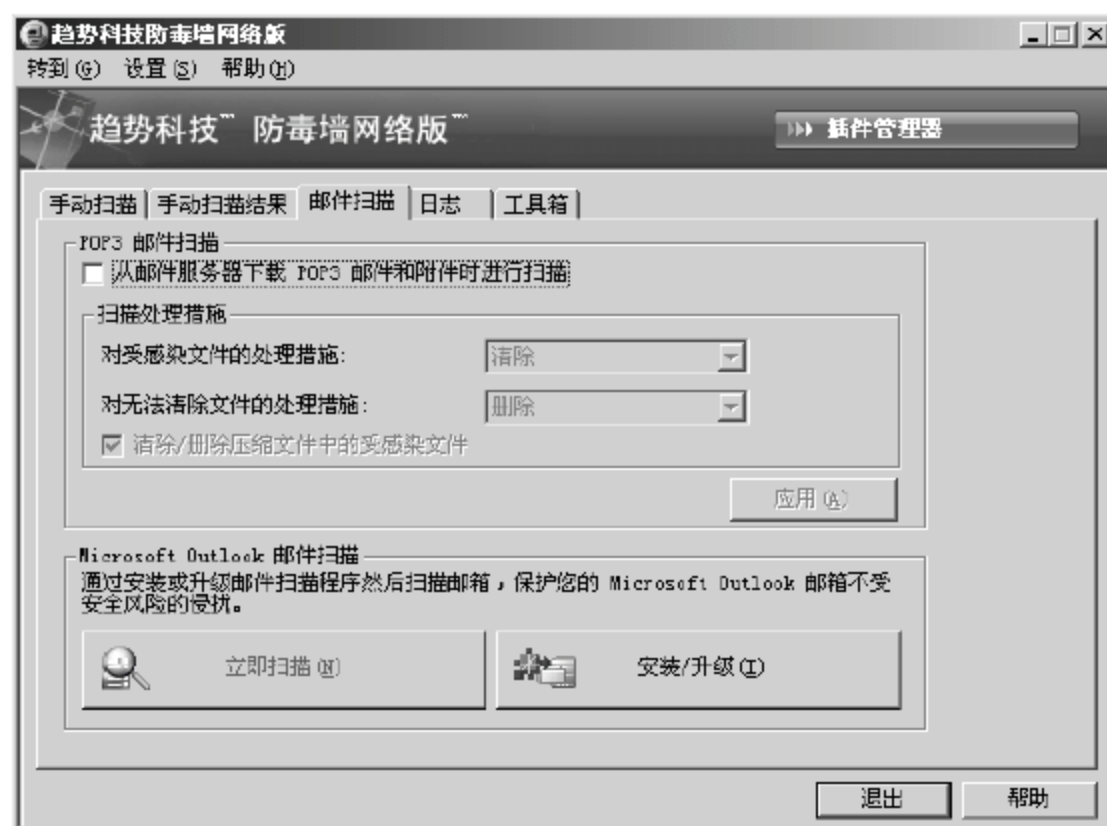 趋势科技防毒墙网络版
转到(G) 设置(S) 帮助(H)
趋势科技™ 防毒墙网络版™
插件管理器
手动扫描 手动扫描结果 邮件扫描 日志 工具箱
POP3 邮件扫描
从邮件服务器下载 POP3 邮件和附件时进行扫描
扫描处理措施
对受感染文件的处理措施: 清除
对无法清除文件的处理措施: 删除
清除/删除压缩文件中的受感染文件
应用(A)
Microsoft Outlook 邮件扫描
通过安装或升级邮件扫描程序然后扫描邮箱，保护您的 Microsoft Outlook 邮箱不受
安全风险的侵扰。
立即扫描(N) 安装/升级(I)
退出 帮助